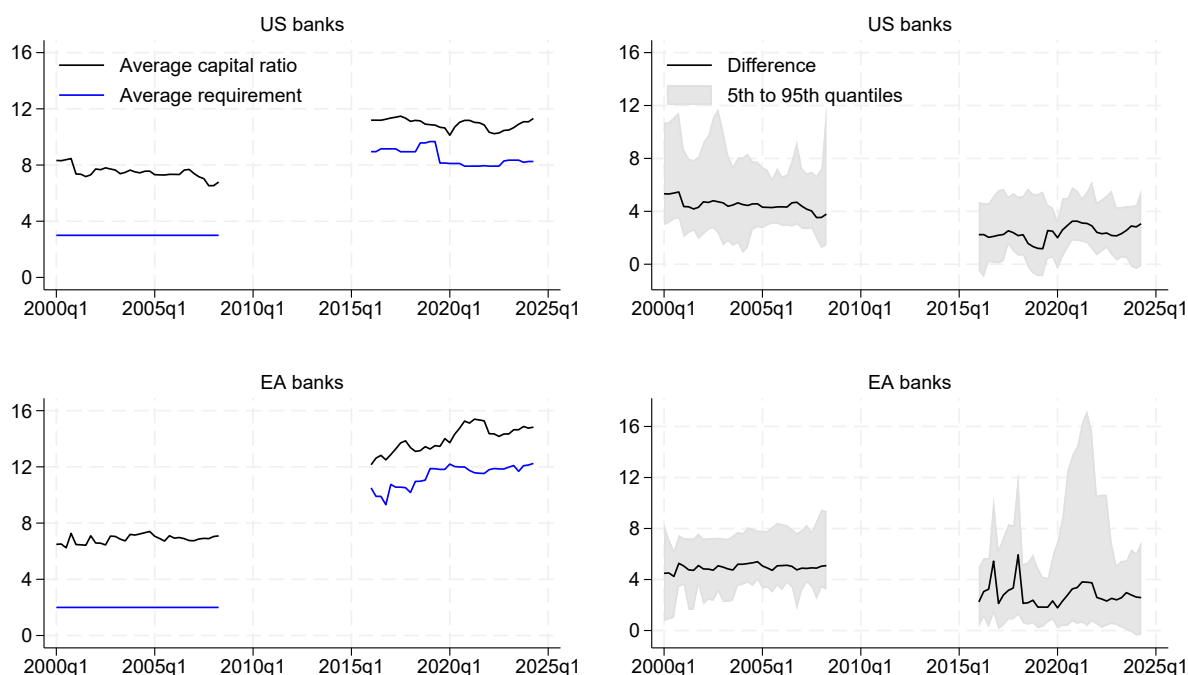 US banks
16
12
8
4
0
Average capital ratio
Average requirement
2000q1 2005q1 2010q1 2015q1 2020q1 2025q1
US banks
16
12
8
4
0
Difference
5th to 95th quantiles
2000q1 2005q1 2010q1 2015q1 2020q1 2025q1
EA banks
16
12
8
4
0
2000q1 2005q1 2010q1 2015q1 2020q1 2025q1
EA banks
16
12
8
4
0
2000q1 2005q1 2010q1 2015q1 2020q1 2025q1